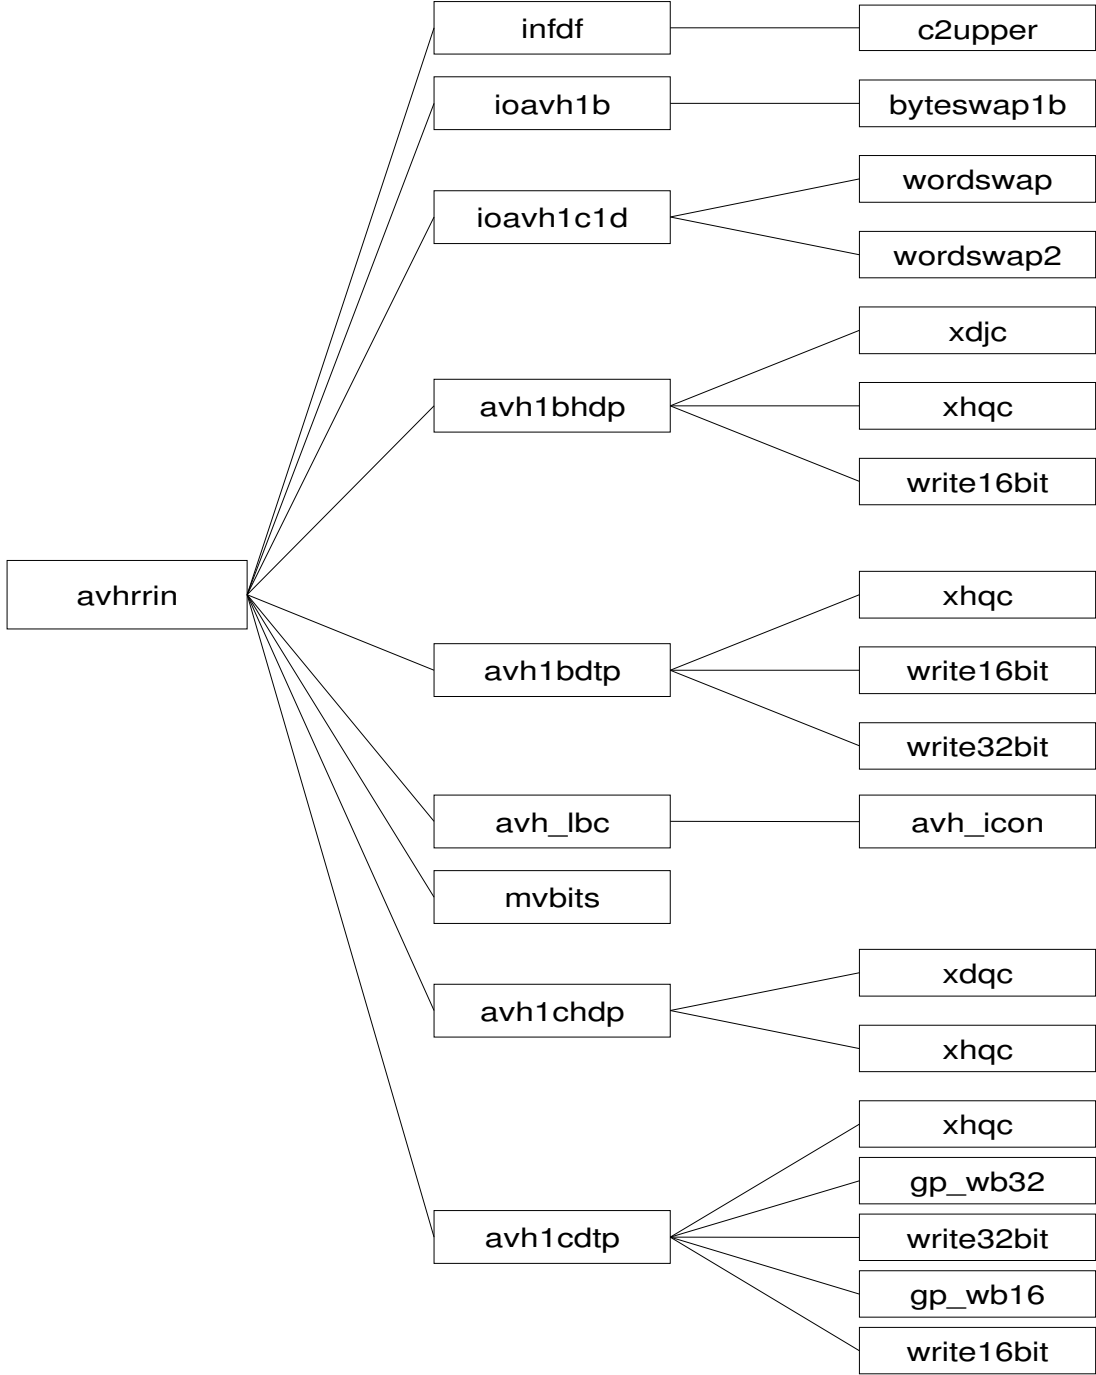 avhrrin
infdf
c2upper
ioavh1b
byteswap1b
ioavh1c1d
wordswap
wordswap2
avh1bhdp
xdjc
xhqc
write16bit
avh1bdtp
xhqc
write16bit
write32bit
avh_lbc
avh_icon
mvbits
avh1chdp
xdqc
xhqc
avh1cdtp
xhqc
gp_wb32
write32bit
gp_wb16
write16bit